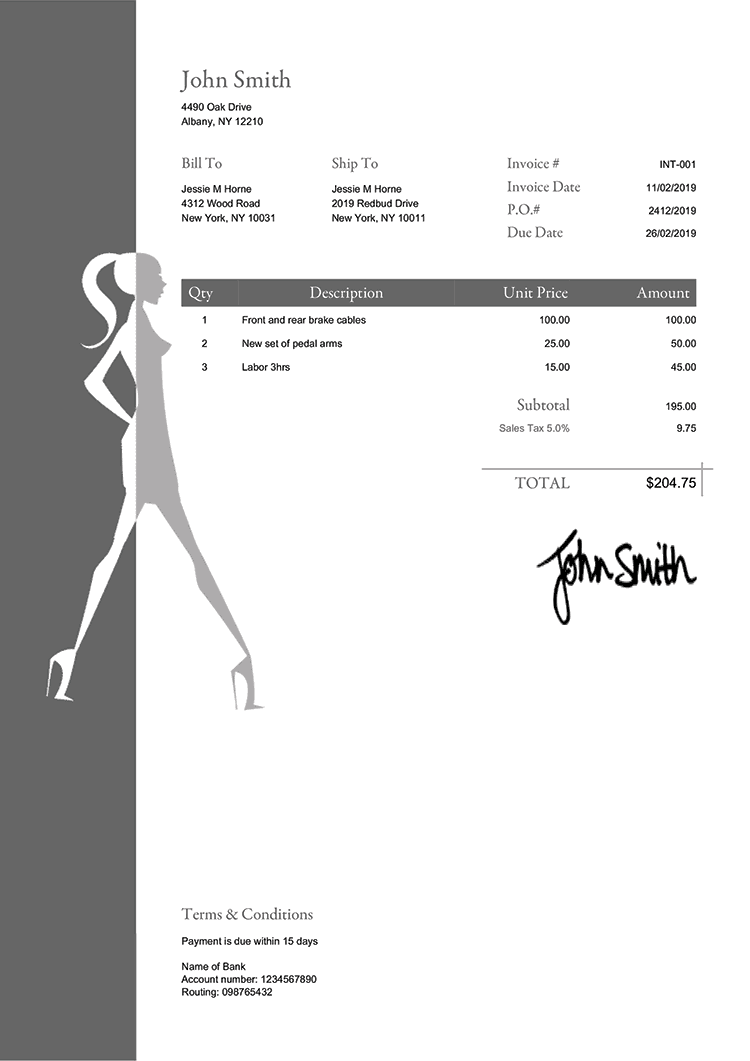 John Smith
4490 Oak Drive
Albany, NY 12210
Bill To
Jessie M Horne
4312 Wood Road
New York, NY 10031
Ship To
Jessie M Horne
2019 Redbud Drive
New York, NY 10011
Invoice # INT-001
Invoice Date 11/02/2019
P.O.# 2412/2019
Due Date 26/02/2019
Qty Description Unit Price Amount
1 Front and rear brake cables 100.00 100.00
2 New set of pedal arms 25.00 50.00
3 Labor 3hrs 15.00 45.00
Subtotal 195.00
Sales Tax 5.0% 9.75
TOTAL $204.75
John Smith
Terms & Conditions
Payment is due within 15 days
Name of Bank
Account number: 1234567890
Routing: 098765432